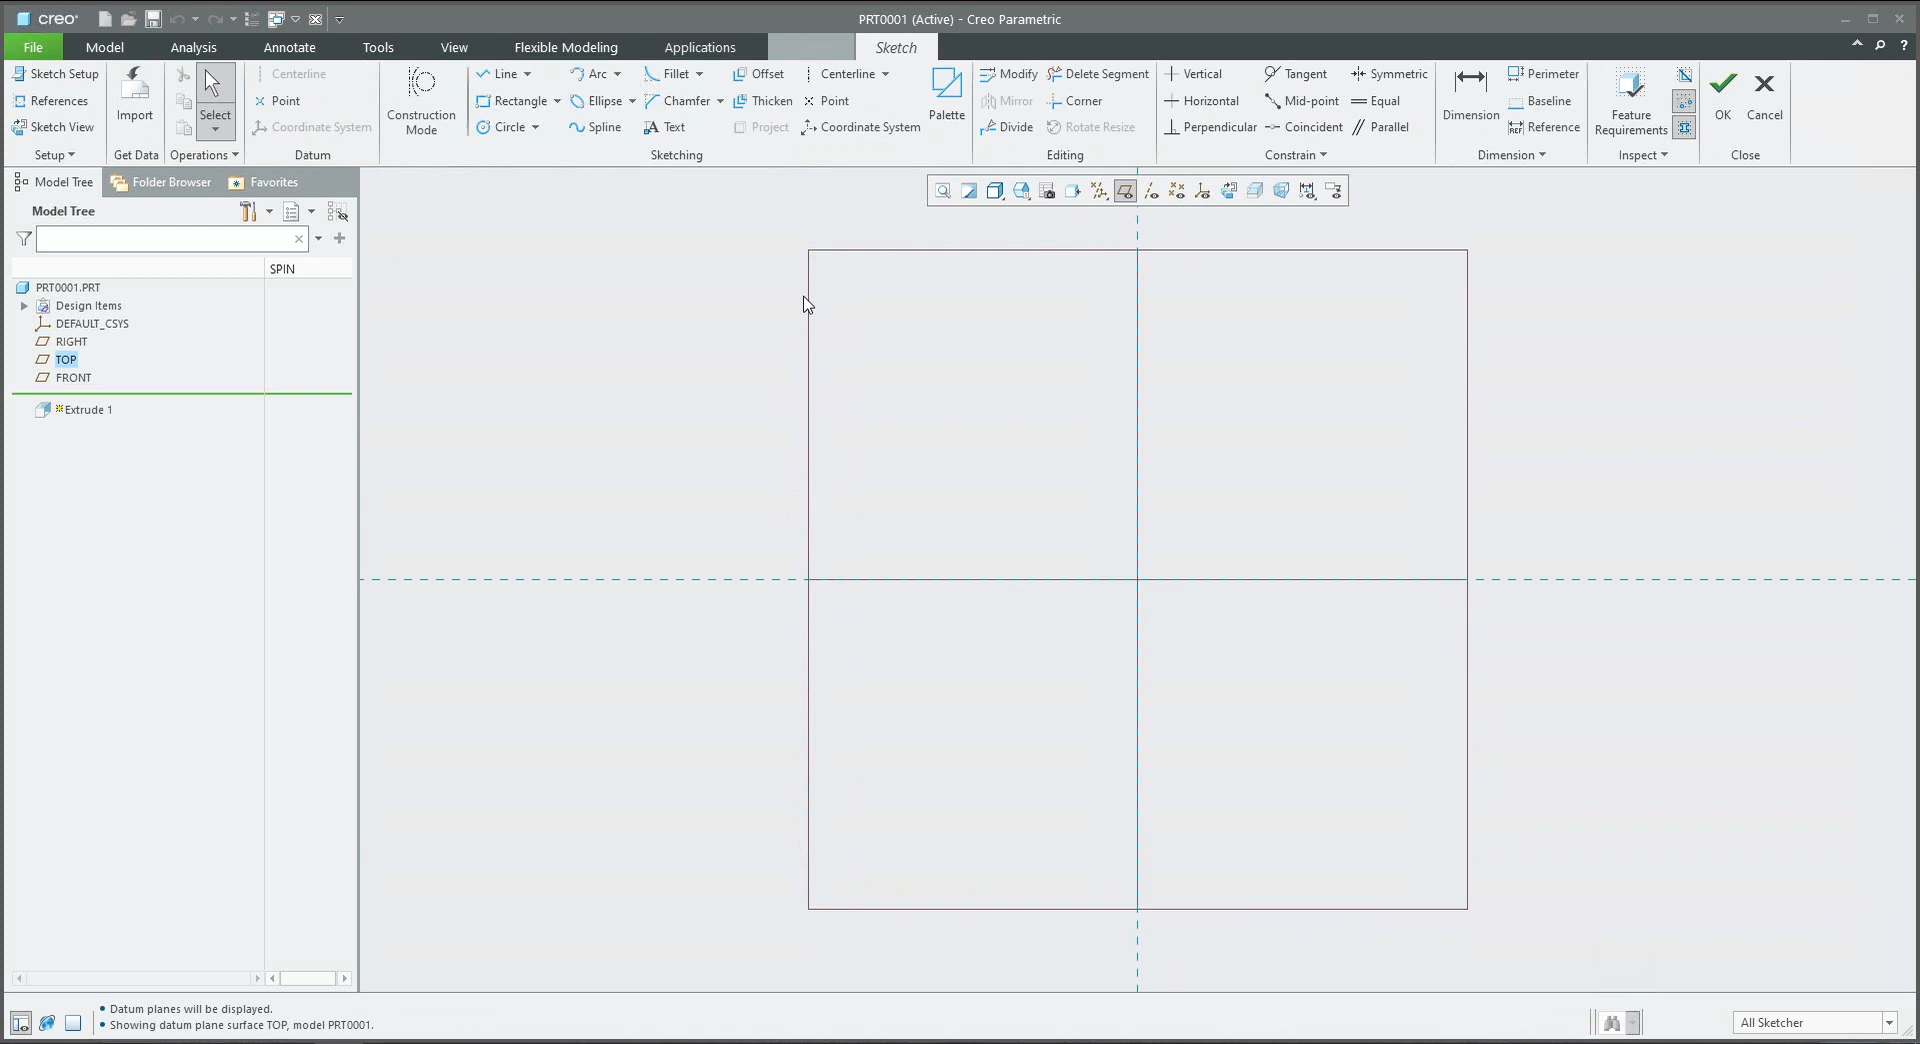 creo®
PRT0001 (Active) - Creo Parametric
File Model Analysis Annotate Tools View Flexible Modeling Applications Sketch
Sketch Setup
References
Sketch View
Setup
Import
Get Data
Select
Operations
Centerline
Point
Coordinate System
Datum
Construction
Mode
Line Arc Fillet Offset Centerline
Rectangle Ellipse Chamfer Thicken Point
Circle Spline Text Project Coordinate System
Palette
Sketching
Modify Delete Segment
Mirror Corner
Divide Rotate Resize
Editing
Vertical Tangent Symmetric
Horizontal Mid-point Equal
Perpendicular Coincident Parallel
Constrain
Dimension
Perimeter
Baseline
REF Reference
Dimension
Feature
Requirements
Inspect
OK Cancel
Close
Model Tree Folder Browser Favorites
Model Tree
SPIN
PRT0001.PRT
Design Items
DEFAULT_CSYS
RIGHT
TOP
FRONT
Extrude 1
• Datum planes will be displayed.
• Showing datum plane surface TOP, model PRT0001.
All Sketcher